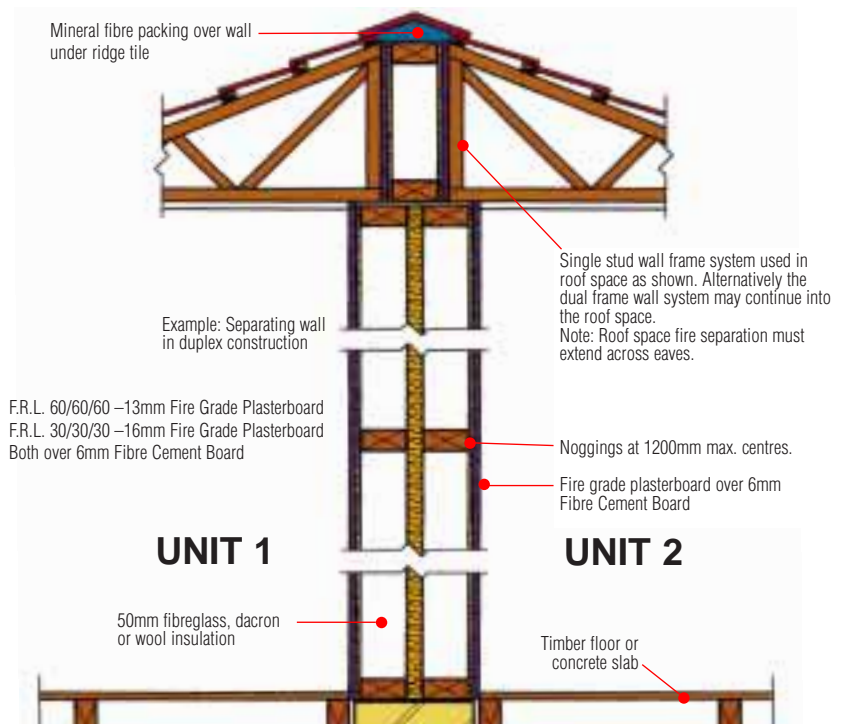 Mineral fibre packing over wall
under ridge tile
Single stud wall frame system used in
roof space as shown. Alternatively the
dual frame wall system may continue into
the roof space.
Note: Roof space fire separation must
extend across eaves.
Example: Separating wall
in duplex construction
F.R.L. 60/60/60 –13mm Fire Grade Plasterboard
F.R.L. 30/30/30 –16mm Fire Grade Plasterboard
Both over 6mm Fibre Cement Board
Noggings at 1200mm max. centres.
Fire grade plasterboard over 6mm
Fibre Cement Board
UNIT 1
UNIT 2
50mm fibreglass, dacron
or wool insulation
Timber floor or
concrete slab